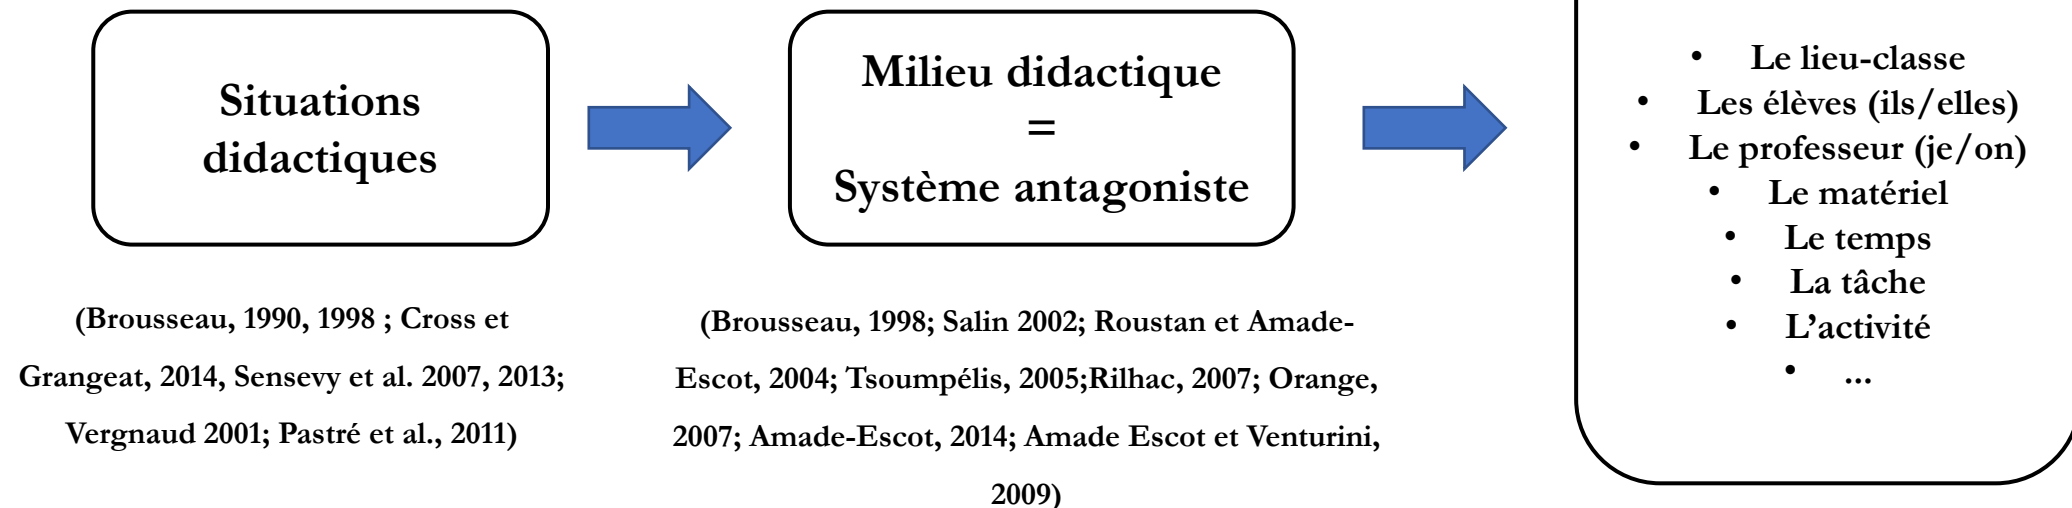 Situations
didactiques
(Brousseau, 1990, 1998 ; Cross et
Grangeat, 2014, Sensevy et al. 2007, 2013;
Vergnaud 2001; Pastré et al., 2011)
Milieu didactique
=
Système antagoniste
(Brousseau, 1998; Salin 2002; Roustan et Amade-
Escot, 2004; Tsoumpélis, 2005;Rilhac, 2007; Orange,
2007; Amade-Escot, 2014; Amade Escot et Venturini,
2009)
• Le lieu-classe
• Les élèves (ils/elles)
• Le professeur (je/on)
• Le matériel
• Le temps
• La tâche
• L’activité
• ...